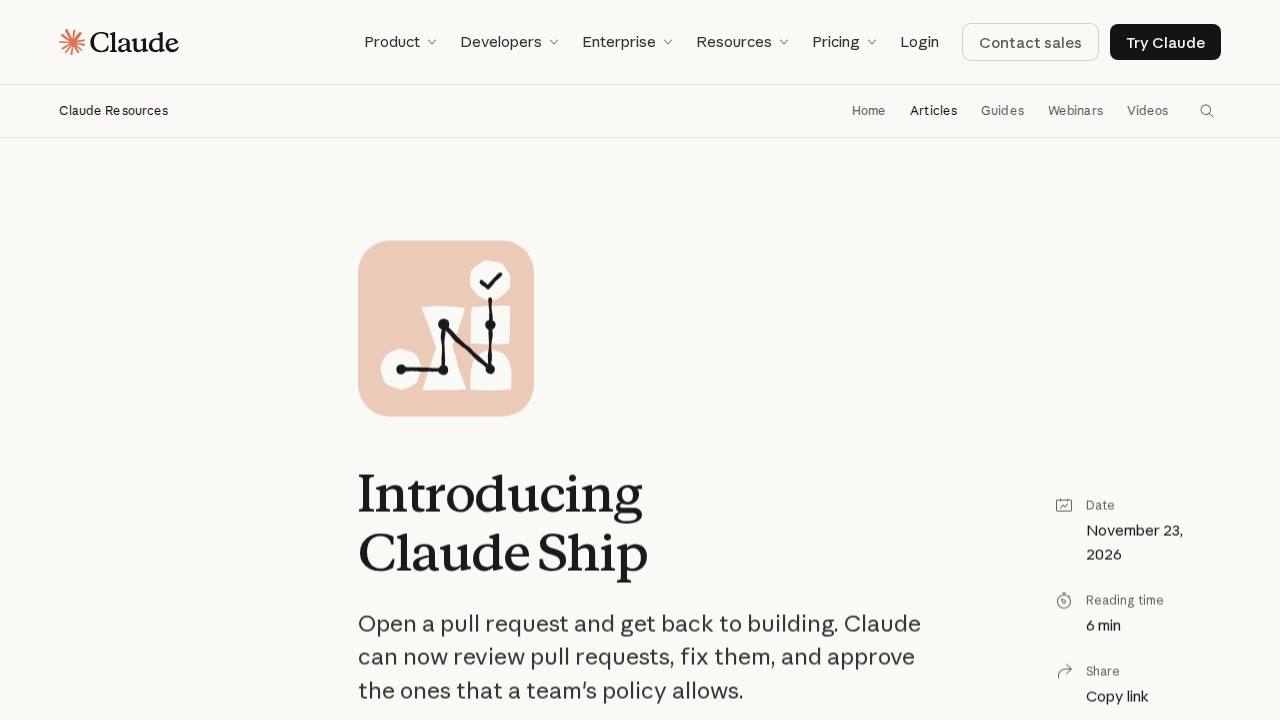 Claude
Product
Developers
Enterprise
Resources
Pricing
Login
Contact sales
Try Claude
Claude Resources
Home
Articles
Guides
Webinars
Videos
Introducing
Claude Ship
Open a pull request and get back to building. Claude
can now review pull requests, fix them, and approve
the ones that a team's policy allows.
Date
November 23,
2026
Reading time
6 min
Share
Copy link